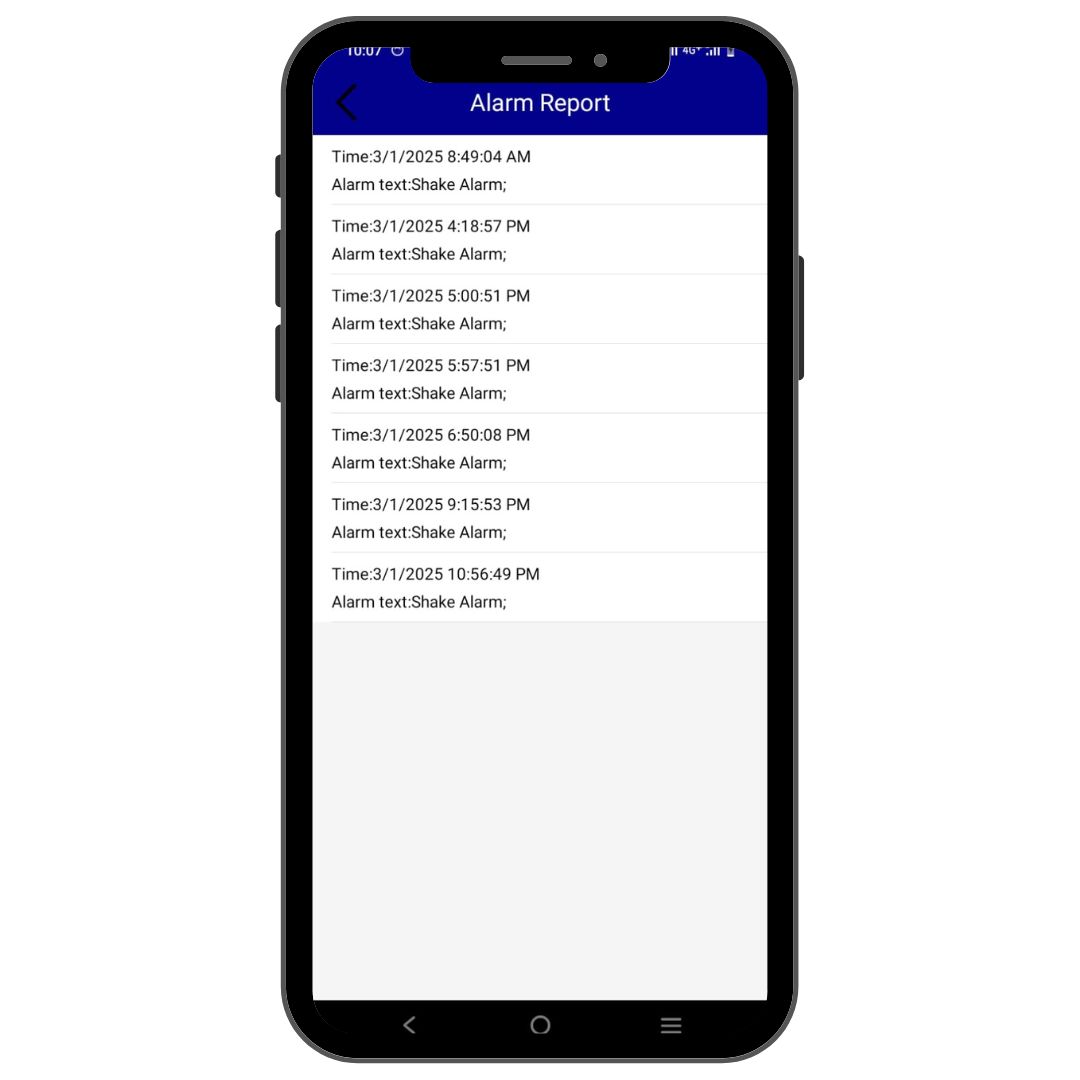 10:07 4G+
Alarm Report
Time:3/1/2025 8:49:04 AM
Alarm text:Shake Alarm;
Time:3/1/2025 4:18:57 PM
Alarm text:Shake Alarm;
Time:3/1/2025 5:00:51 PM
Alarm text:Shake Alarm;
Time:3/1/2025 5:57:51 PM
Alarm text:Shake Alarm;
Time:3/1/2025 6:50:08 PM
Alarm text:Shake Alarm;
Time:3/1/2025 9:15:53 PM
Alarm text:Shake Alarm;
Time:3/1/2025 10:56:49 PM
Alarm text:Shake Alarm;